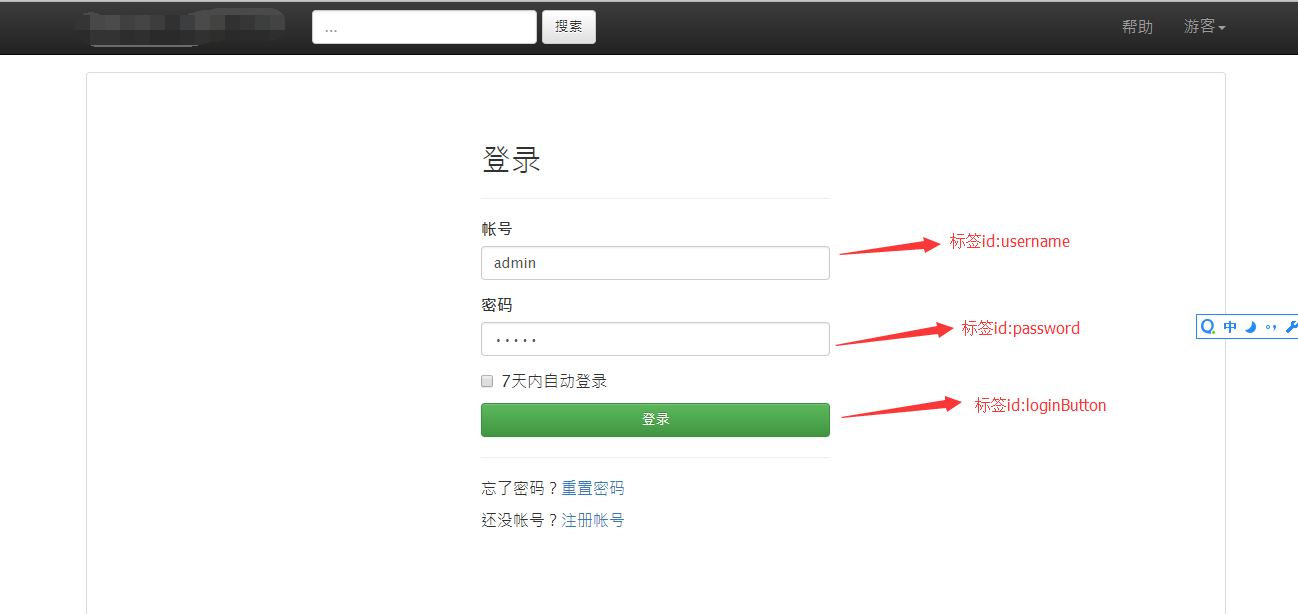 ... 搜索 帮助 游客
登录
帐号
admin 标签id:username
密码
..... 标签id:password
中
7天内自动登录
登录 标签id:loginButton
忘了密码？重置密码
还没帐号？注册帐号